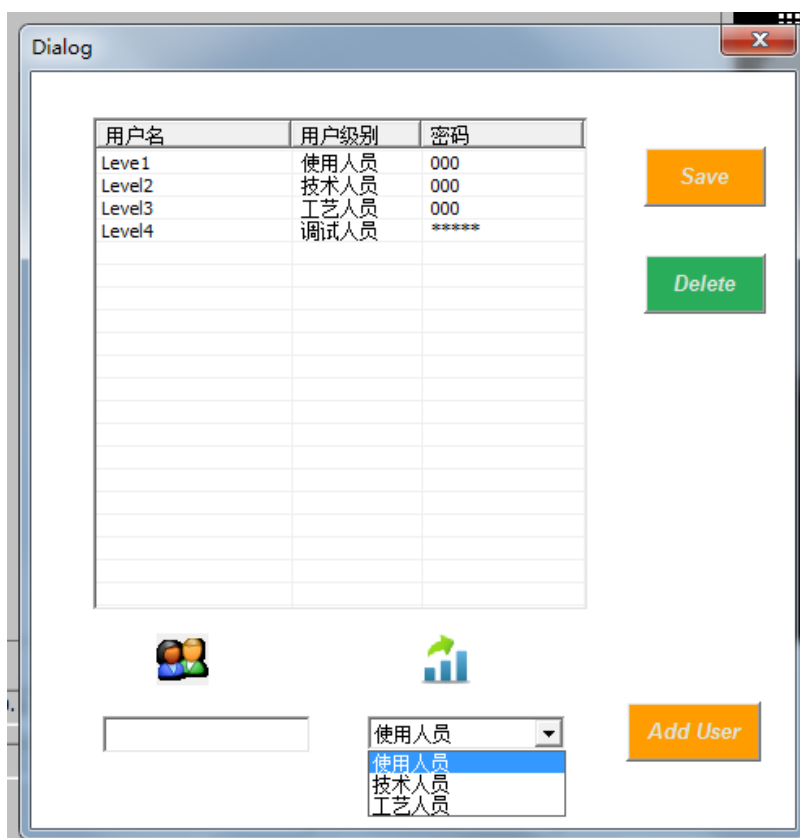 Dialog
用户名 用户级别 密码
Leve1 使用人员 000
Level2 技术人员 000
Level3 工艺人员 000
Level4 调试人员 *****
Save
Delete
使用人员
Add User
使用人员
技术人员
工艺人员